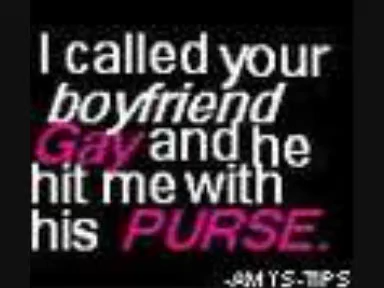 I called your
boyfriend
Gay and he
hit me with
his PURSE.
-AMYS-TIPS